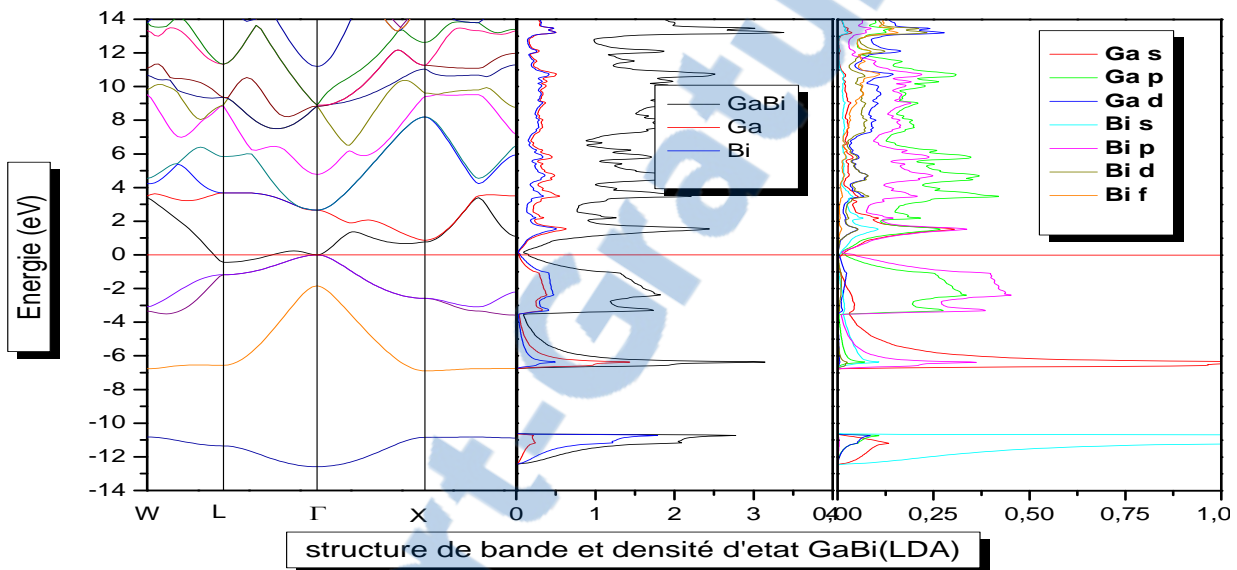 Energie (eV)
14
12
10
8
6
4
2
0
-2
-4
-6
-8
-10
-12
-14
W L Γ X
0 1 2 3
0,00 0,25 0,50 0,75 1,0
GaBi
Ga
Bi
Ga s
Ga p
Ga d
Bi s
Bi p
Bi d
Bi f
structure de bande et densité d'etat GaBi(LDA)
rt-Gratu